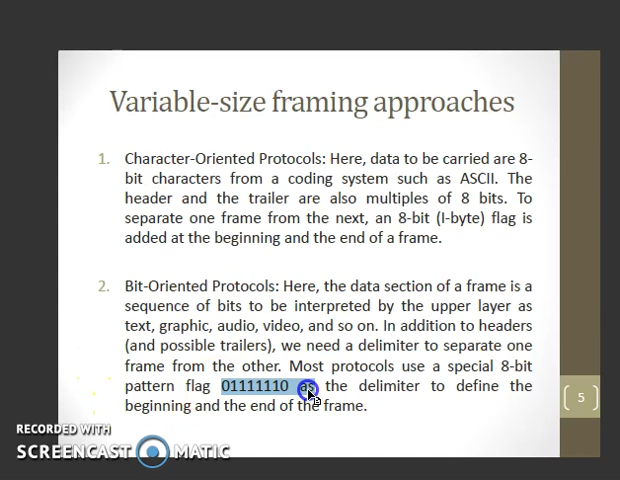 Variable-size framing approaches
1. Character-Oriented Protocols: Here, data to be carried are 8-
bit characters from a coding system such as ASCII. The
header and the trailer are also multiples of 8 bits. To
separate one frame from the next, an 8-bit (I-byte) flag is
added at the beginning and the end of a frame.
2. Bit-Oriented Protocols: Here, the data section of a frame is a
sequence of bits to be interpreted by the upper layer as
text, graphic, audio, video, and so on. In addition to headers
(and possible trailers), we need a delimiter to separate one
frame from the other. Most protocols use a special 8-bit
pattern flag 01111110 as the delimiter to define the
beginning and the end of the frame.
5
RECORDED WITH
SCREENCAST MATIC